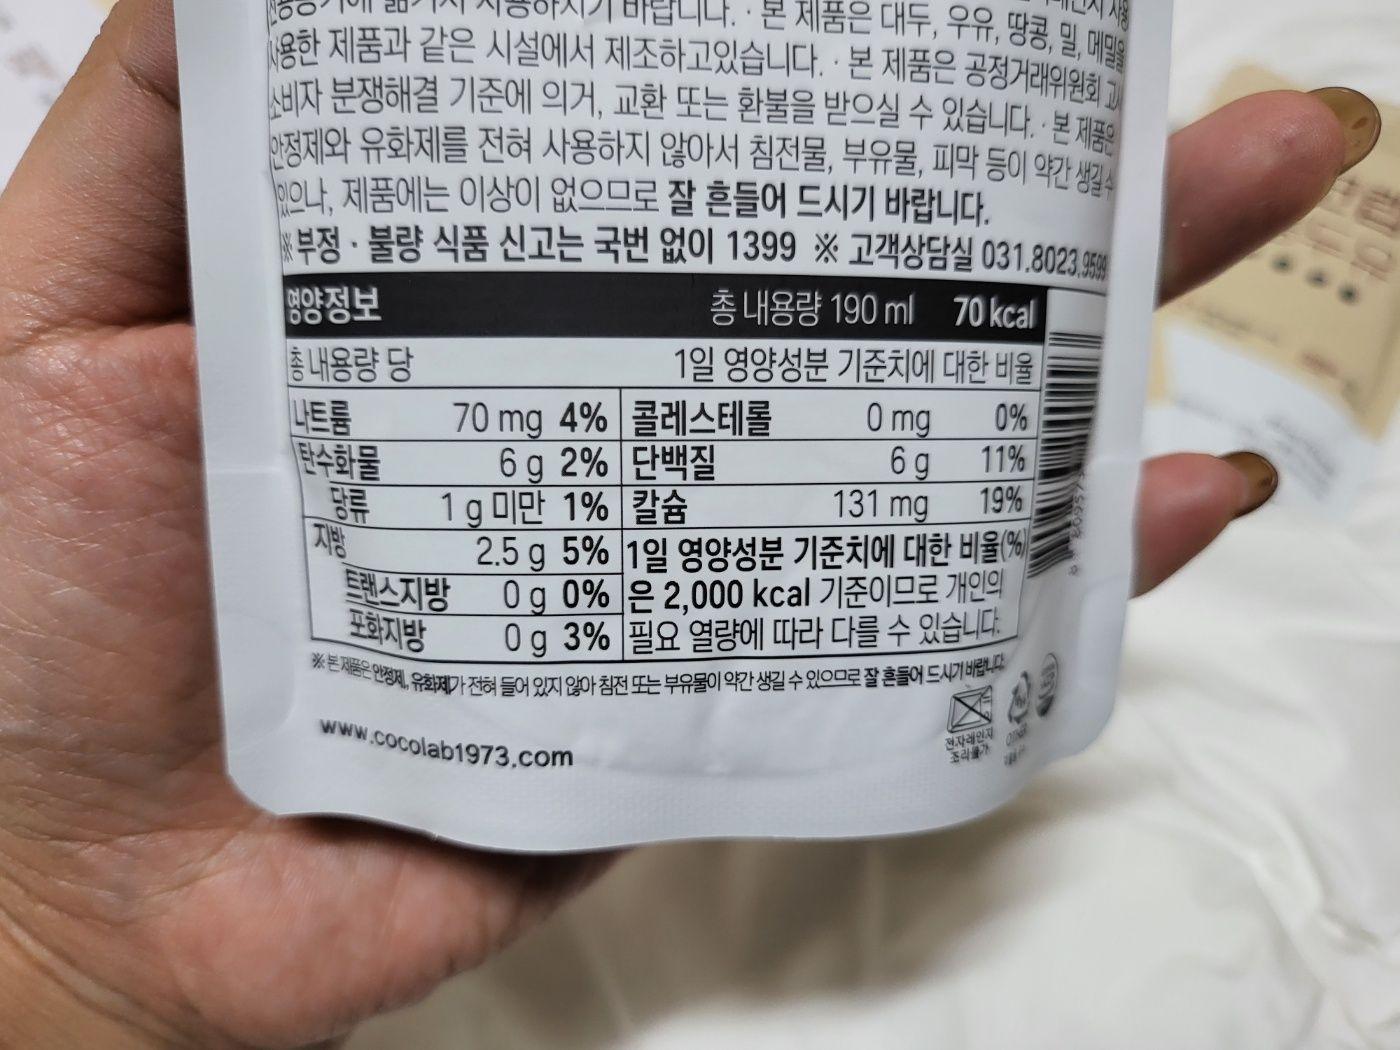 바랍니다. · 본 제품은 대두, 우유, 땅콩, 밀, 메밀을
사용한 제품과 같은 시설에서 제조하고있습니다. · 본 제품은 공정거래위원회 고시
소비자 분쟁해결 기준에 의거, 교환 또는 환불을 받으실 수 있습니다. · 본 제품은
안정제와 유화제를 전혀 사용하지 않아서 침전물, 부유물, 피막 등이 약간 생길 수
있으나, 제품에는 이상이 없으므로 잘 흔들어 드시기 바랍니다.
※ 부정 · 불량 식품 신고는 국번 없이 1399 ※ 고객상담실 031.8023.9599
영양정보 총 내용량 190 ml 70 kcal
총 내용량 당 1일 영양성분 기준치에 대한 비율
나트륨 70 mg 4% 콜레스테롤 0 mg 0%
탄수화물 6 g 2% 단백질 6 g 11%
당류 1 g 미만 1% 칼슘 131 mg 19%
지방 2.5 g 5% 1일 영양성분 기준치에 대한 비율(%)
트랜스지방 0 g 0% 은 2,000 kcal 기준이므로 개인의
포화지방 0 g 3% 필요 열량에 따라 다를 수 있습니다.
※ 본 제품은 안정제, 유화제가 전혀 들어 있지 않아 침전 또는 부유물이 약간 생길 수 있으므로 잘 흔들어 드시기 바랍니다.
www.cocolab1973.com
전자레인지
조리불가
OTHER
두유